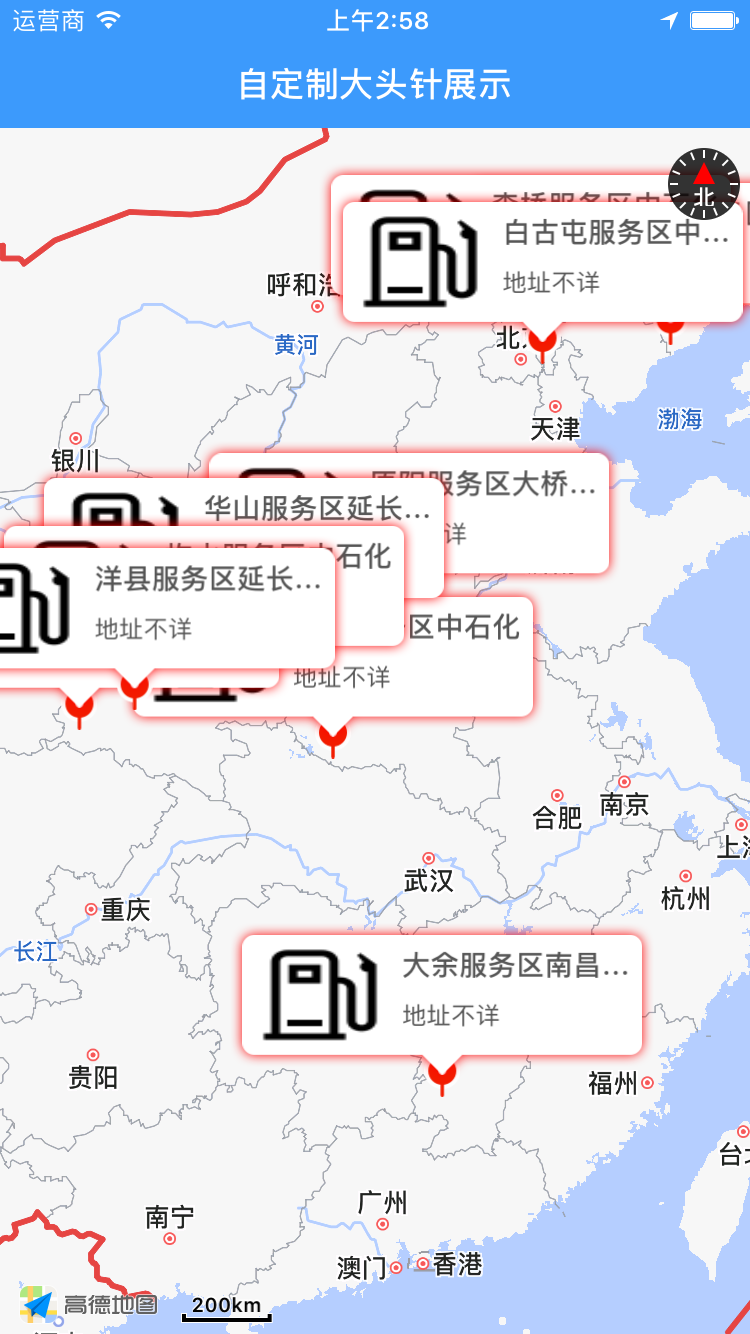 运营商
上午2:58
自定制大头针展示
北
白古屯服务区中...
地址不详
呼和浩
黄河
北京
天津
渤海
银川
原阳服务区大桥...
详
华山服务区延长...
石化
洋县服务区延长...
地址不详
区中石化
地址不详
合肥
南京
上海
武汉
杭州
重庆
长江
大余服务区南昌...
地址不详
贵阳
福州
台北
南宁
广州
澳门
香港
高德地图
200km